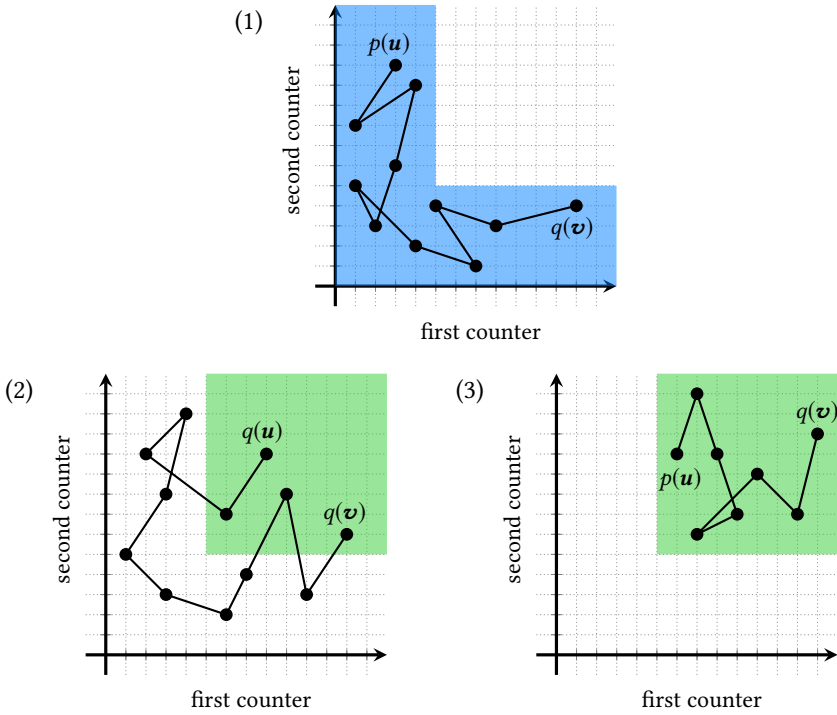 (1)
p(u)
second counter
q(v)
first counter
(2)
q(u)
second counter
q(v)
first counter
(3)
q(v)
p(u)
second counter
first counter